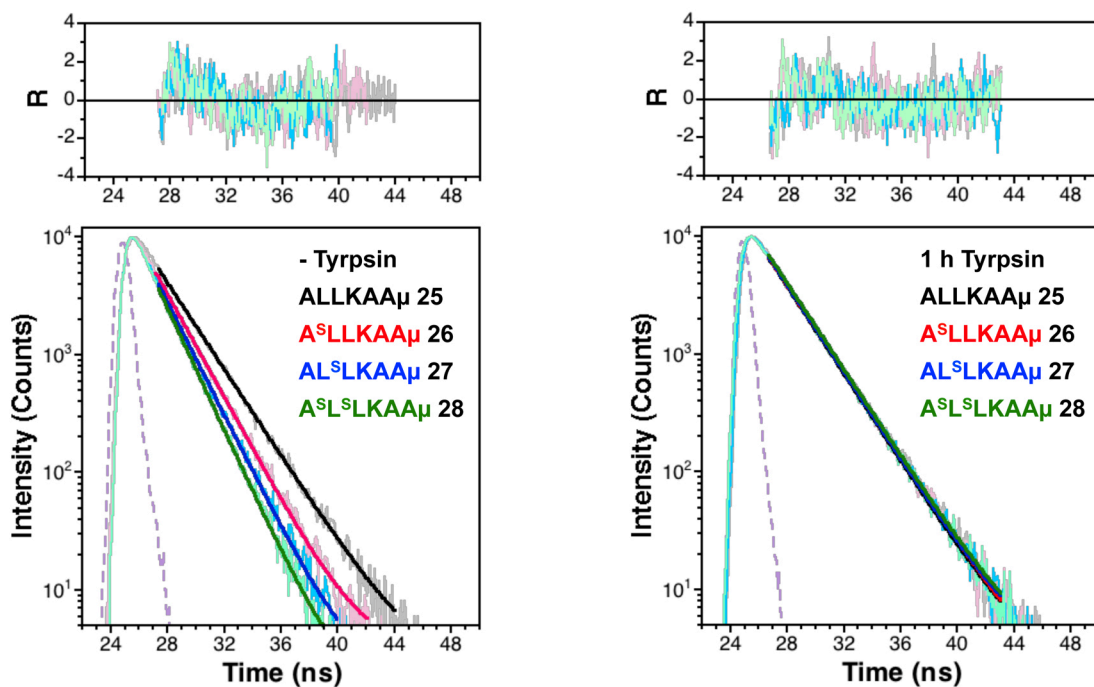 4
2
0
-2
-4
R
24 28 32 36 40 44 48
10⁴
10³
10²
10¹
Intensity (Counts)
- Tyrpsin
ALLKAAμ 25
AˢLLKAAμ 26
ALˢLKAAμ 27
AˢLˢLKAAμ 28
24 28 32 36 40 44 48
Time (ns)
4
2
0
-2
-4
R
24 28 32 36 40 44 48
10⁴
10³
10²
10¹
Intensity (Counts)
1 h Tyrpsin
ALLKAAμ 25
AˢLLKAAμ 26
ALˢLKAAμ 27
AˢLˢLKAAμ 28
24 28 32 36 40 44 48
Time (ns)